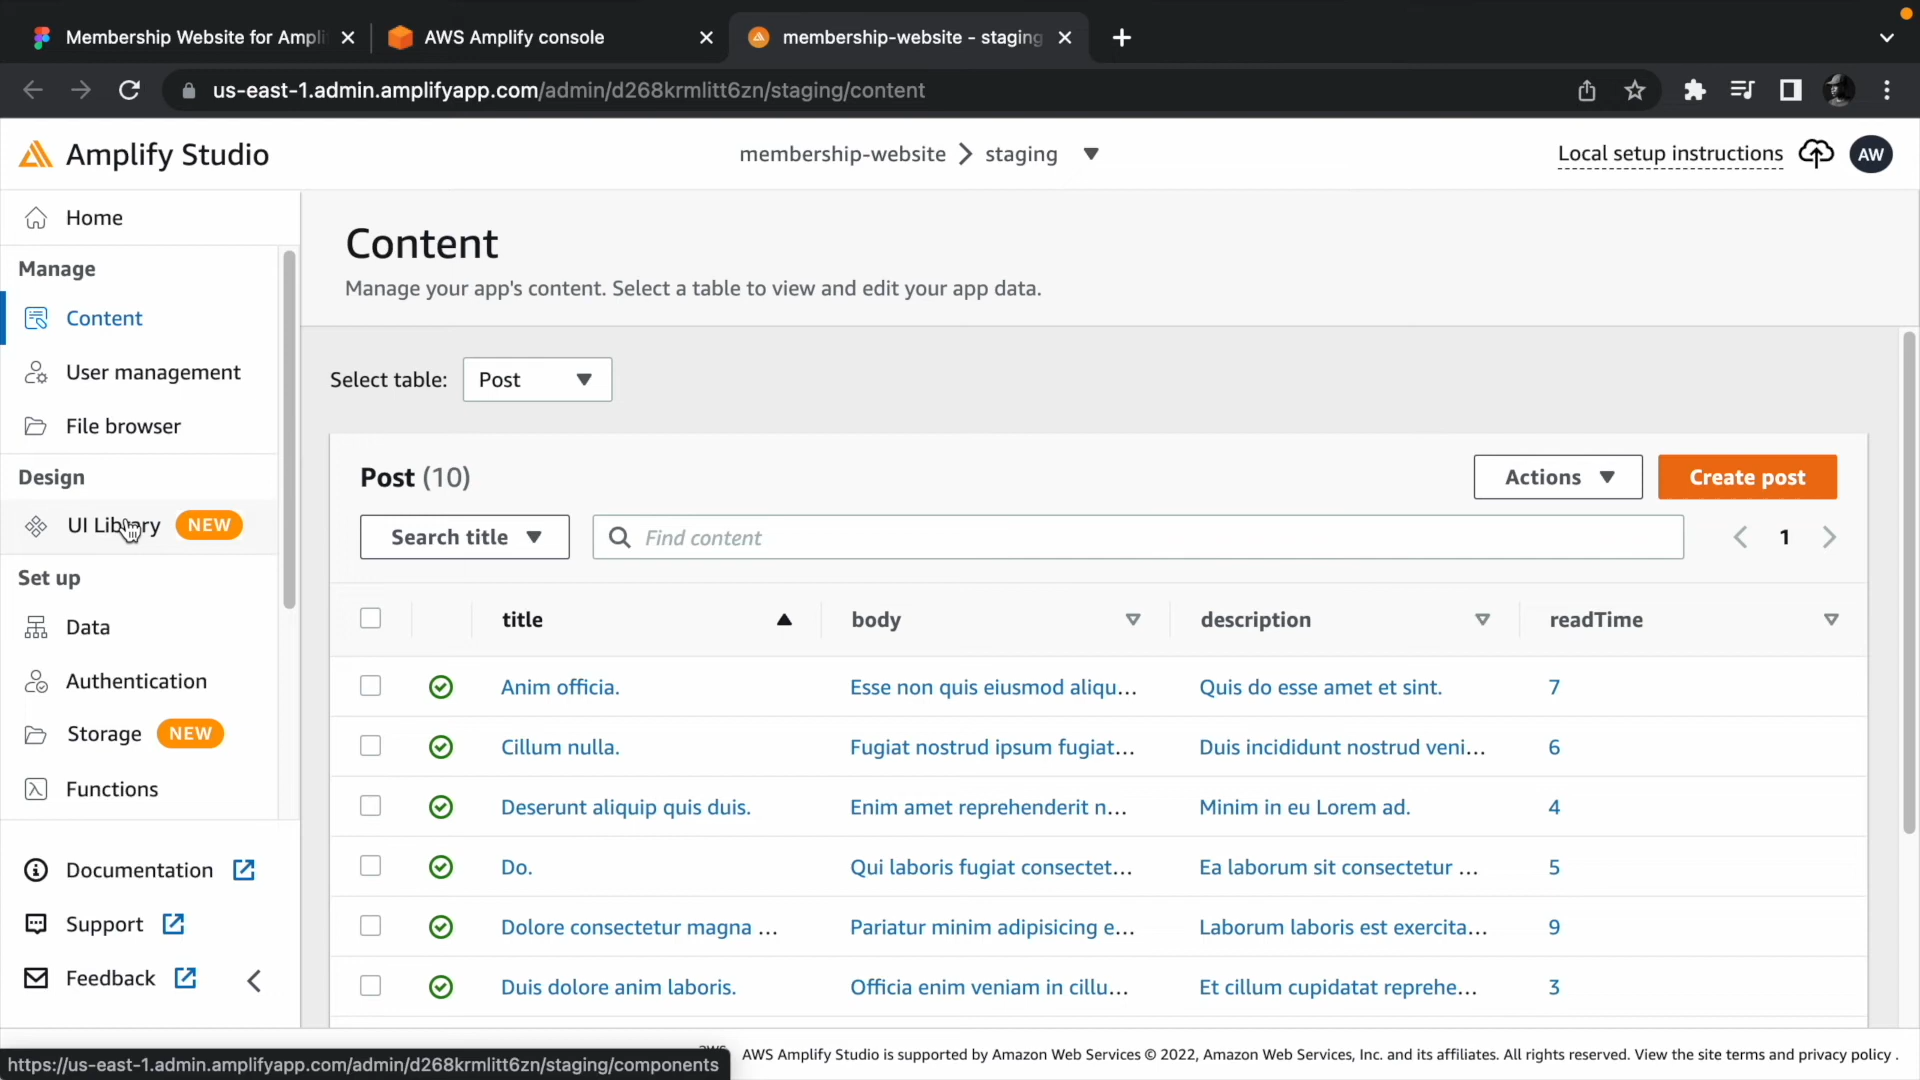 Membership Website for Ampli
AWS Amplify console
membership-website - staging
us-east-1.admin.amplifyapp.com/admin/d268krmlitt6zn/staging/content
Amplify Studio
membership-website
staging
Local setup instructions
AW
Home
Manage
Content
User management
File browser
Design
UI Library NEW
Set up
Data
Authentication
Storage NEW
Functions
Documentation
Support
Feedback
Content
Manage your app's content. Select a table to view and edit your app data.
Select table: Post
Post (10)
Actions
Create post
Search title
Find content
1
title body description readTime
Anim officia. Esse non quis eiusmod aliqu... Quis do esse amet et sint. 7
Cillum nulla. Fugiat nostrud ipsum fugiat... Duis incididunt nostrud veni... 6
Deserunt aliquip quis duis. Enim amet reprehenderit n... Minim in eu Lorem ad. 4
Do. Qui laboris fugiat consectet... Ea laborum sit consectetur ... 5
Dolore consectetur magna ... Pariatur minim adipisicing e... Laborum laboris est exercita... 9
Duis dolore anim laboris. Officia enim veniam in cillu... Et cillum cupidatat reprehe... 3
https://us-east-1.admin.amplifyapp.com/admin/d268krmlitt6zn/staging/components
AWS Amplify Studio is supported by Amazon Web Services © 2022, Amazon Web Services, Inc. and its affiliates. All rights reserved. View the site terms and privacy policy .